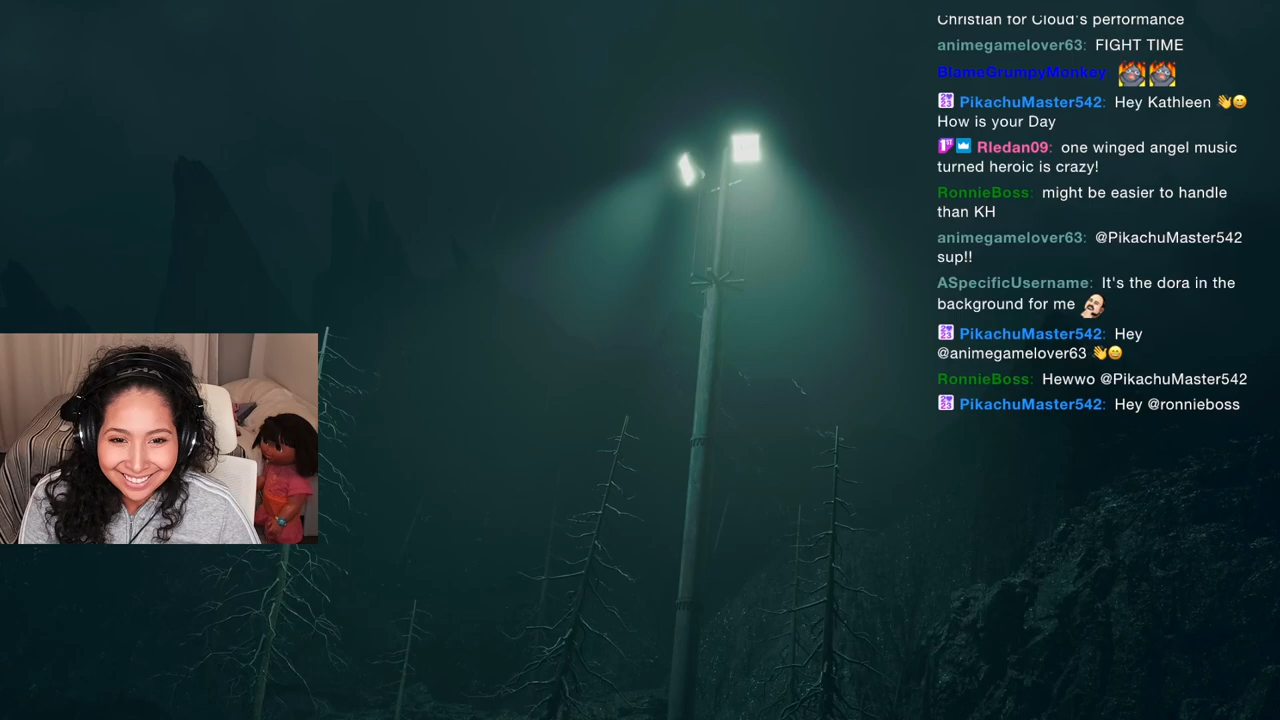 Christian for Cloud's performance
animegamelover63: FIGHT TIME
BlameGrumpyMonkey:
PikachuMaster542: Hey Kathleen 👋😄
How is your Day
1ST Rledan09: one winged angel music
turned heroic is crazy!
RonnieBoss: might be easier to handle
than KH
animegamelover63: @PikachuMaster542
sup!!
ASpecificUsername: It's the dora in the
background for me
PikachuMaster542: Hey
@animegamelover63 👋😄
RonnieBoss: Hewwo @PikachuMaster542
PikachuMaster542: Hey @ronnieboss